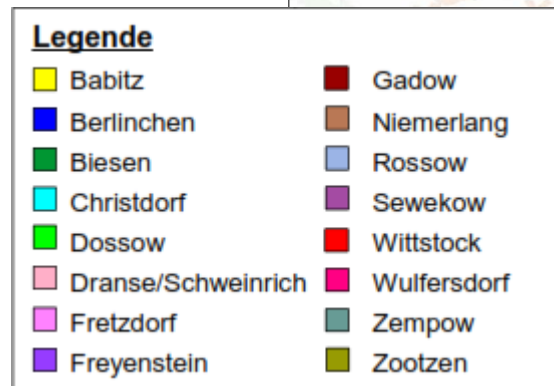 Legende
Babitz
Berlinchen
Biesen
Christdorf
Dossow
Dranse/Schweinrich
Fretzdorf
Freyenstein
Gadow
Niemerlang
Rossow
Sewekow
Wittstock
Wulfersdorf
Zempow
Zootzen